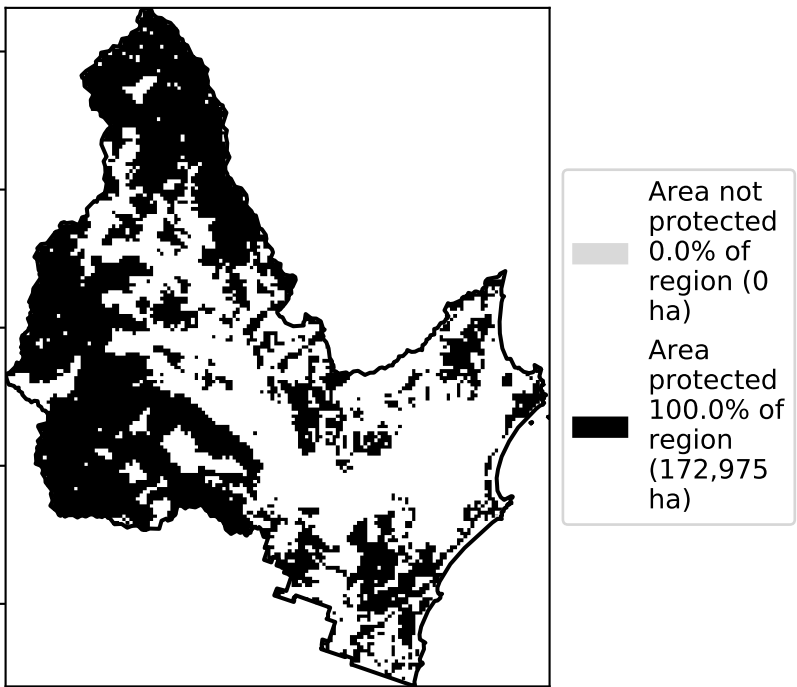 Area not
protected
0.0% of
region (0
ha)
Area
protected
100.0% of
region
(172,975
ha)